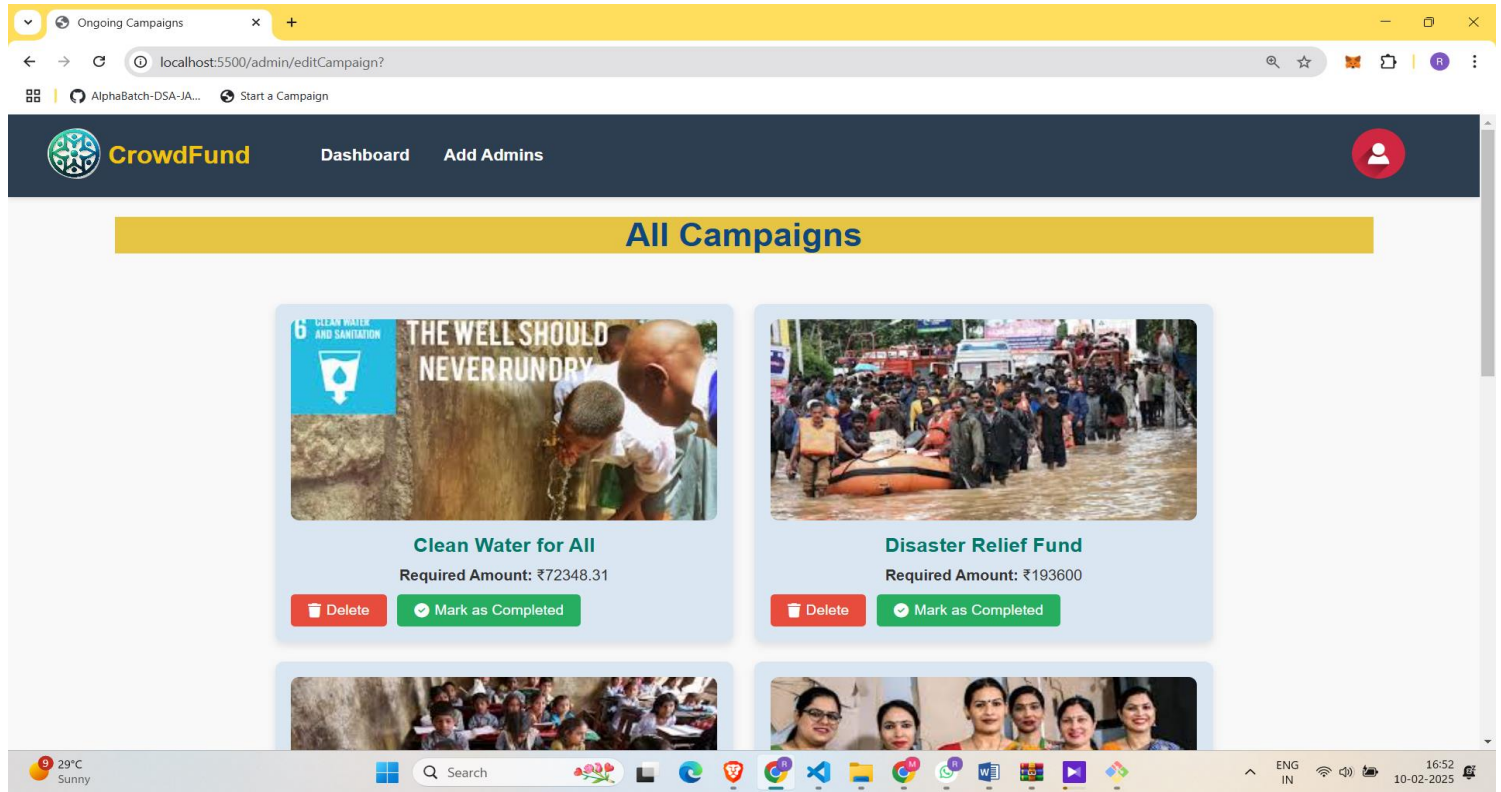 Ongoing Campaigns
localhost:5500/admin/editCampaign?
R
AlphaBatch-DSA-JA... Start a Campaign
CrowdFund Dashboard Add Admins
All Campaigns
6 CLEAN WATER
AND SANITATION
THE WELL SHOULD
NEVER RUN DRY
Clean Water for All
Required Amount: ₹72348.31
Delete Mark as Completed
Disaster Relief Fund
Required Amount: ₹193600
Delete Mark as Completed
9 29°C
Sunny
Search
ENG
IN
16:52
10-02-2025